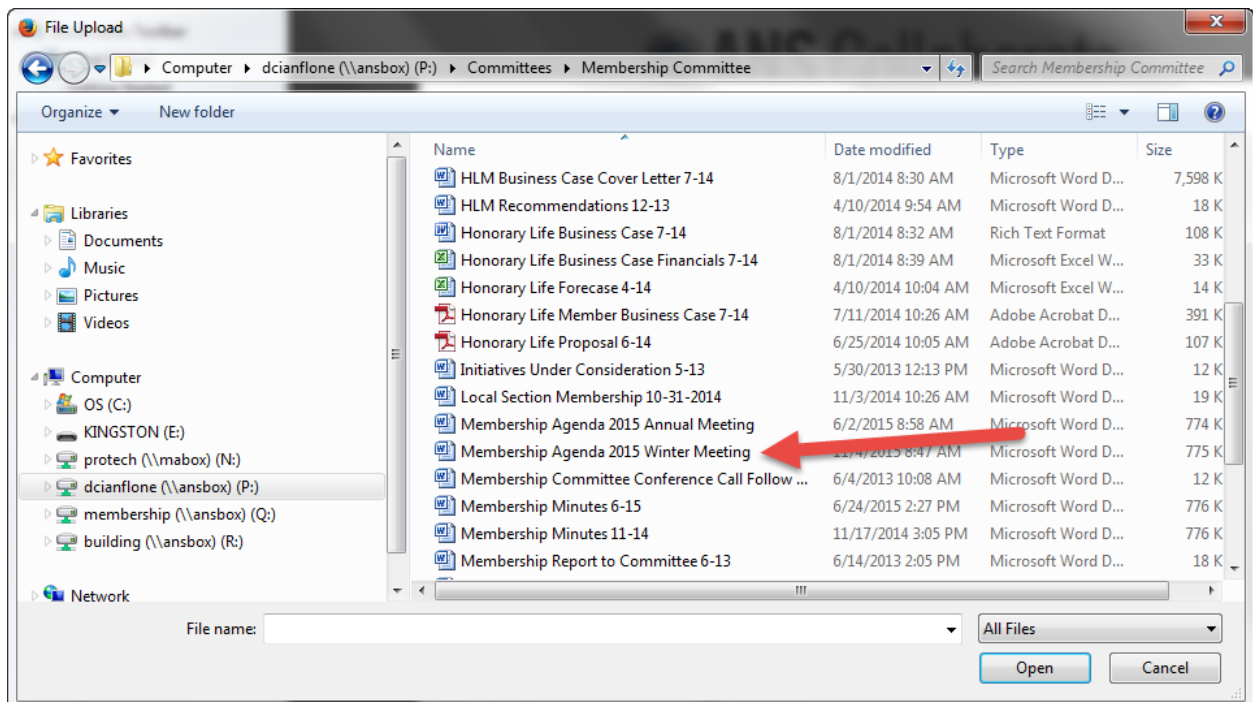 File Upload
Computer dcianflone (\\ansbox) (P:) Committees Membership Committee Search Membership Committee
Organize New folder
Favorites
Libraries
Documents
Music
Pictures
Videos
Computer
OS (C:)
KINGSTON (E:)
protech (\\mabox) (N:)
dcianflone (\\ansbox) (P:)
membership (\\ansbox) (Q:)
building (\\ansbox) (R:)
Network
Name Date modified Type Size
HLM Business Case Cover Letter 7-14 8/1/2014 8:30 AM Microsoft Word D... 7,598 K
HLM Recommendations 12-13 4/10/2014 9:54 AM Microsoft Word D... 18 K
Honorary Life Business Case 7-14 8/1/2014 8:32 AM Rich Text Format 108 K
Honorary Life Business Case Financials 7-14 8/1/2014 8:39 AM Microsoft Excel W... 33 K
Honorary Life Forecase 4-14 4/10/2014 10:04 AM Microsoft Excel W... 14 K
Honorary Life Member Business Case 7-14 7/11/2014 10:26 AM Adobe Acrobat D... 391 K
Honorary Life Proposal 6-14 6/25/2014 10:05 AM Adobe Acrobat D... 107 K
Initiatives Under Consideration 5-13 5/30/2013 12:13 PM Microsoft Word D... 12 K
Local Section Membership 10-31-2014 11/3/2014 10:26 AM Microsoft Word D... 19 K
Membership Agenda 2015 Annual Meeting 6/2/2015 8:58 AM Microsoft Word D... 774 K
Membership Agenda 2015 Winter Meeting 11/4/2015 8:47 AM Microsoft Word D... 775 K
Membership Committee Conference Call Follow ... 6/4/2013 10:08 AM Microsoft Word D... 12 K
Membership Minutes 6-15 6/24/2015 2:27 PM Microsoft Word D... 776 K
Membership Minutes 11-14 11/17/2014 3:05 PM Microsoft Word D... 776 K
Membership Report to Committee 6-13 6/14/2013 2:05 PM Microsoft Word D... 18 K
File name: All Files
Open Cancel